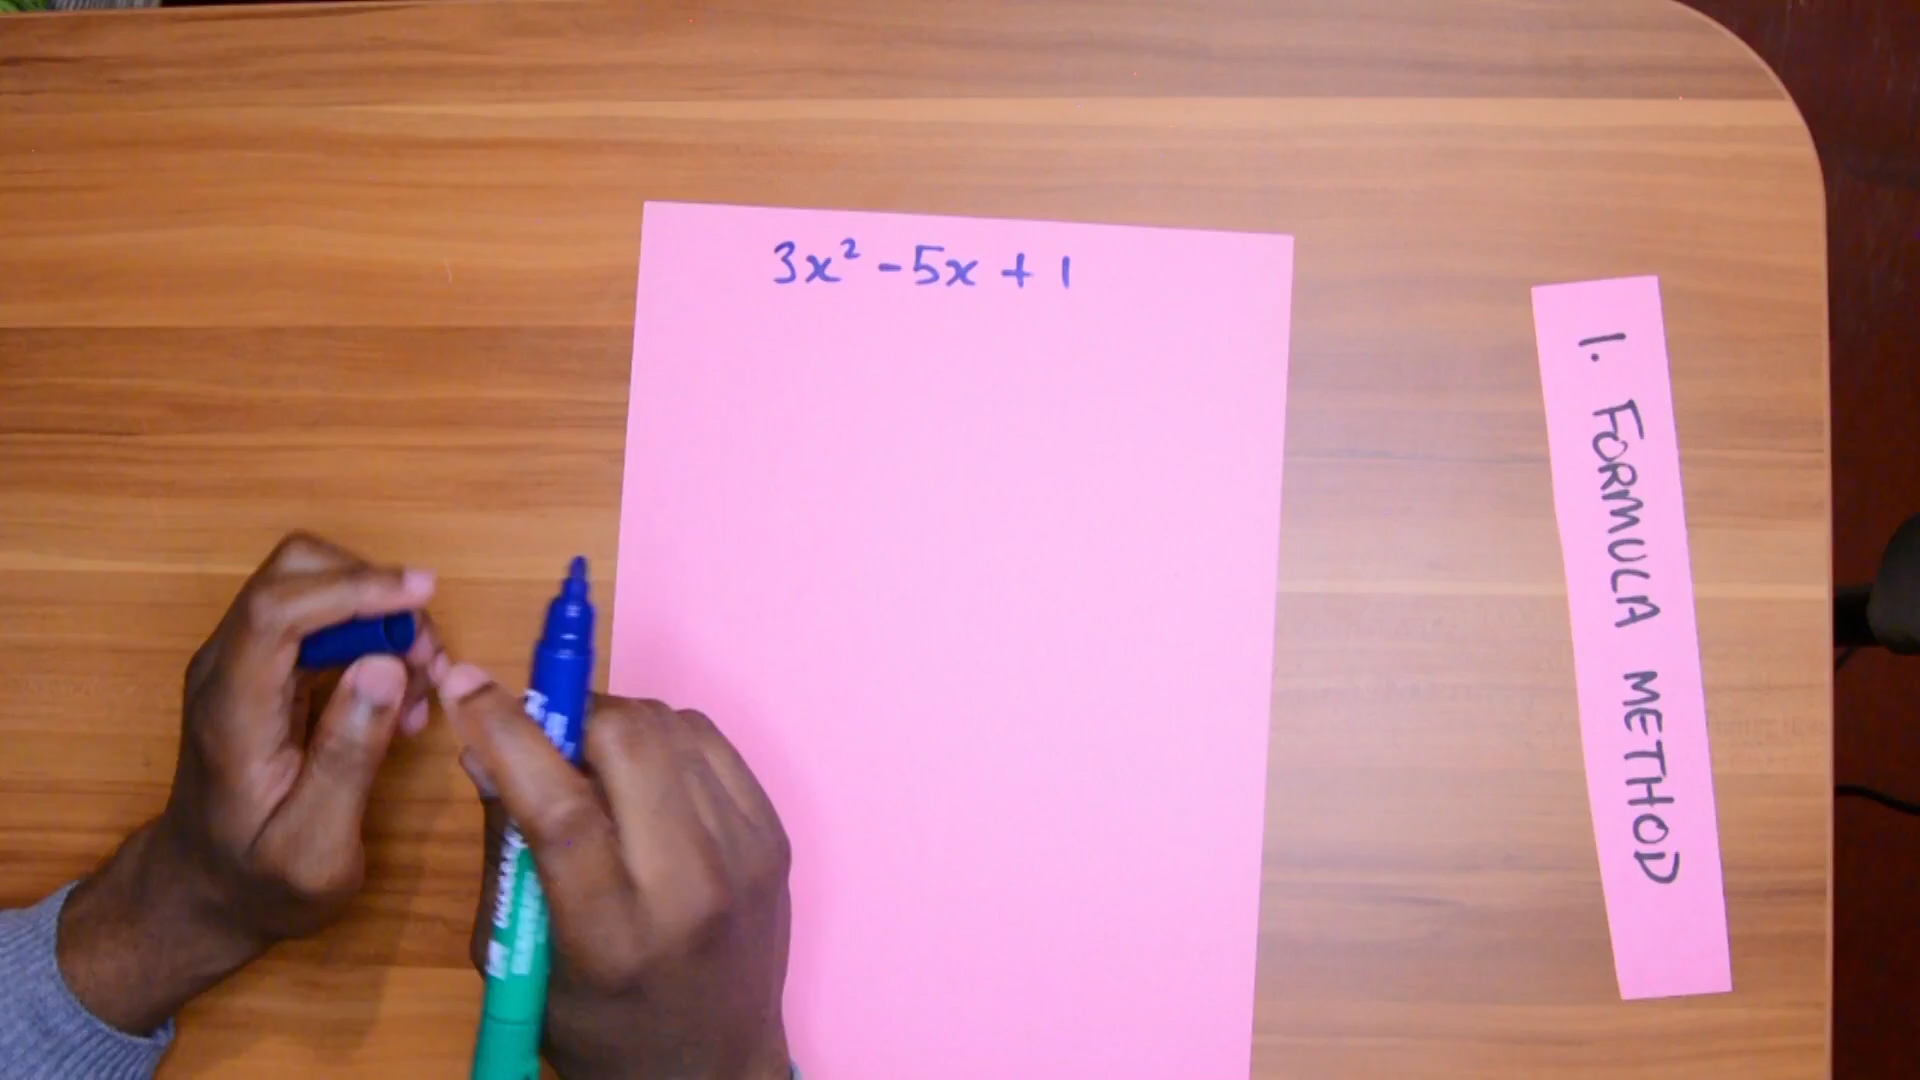 3x² - 5x + 1
1. FORMULA METHOD